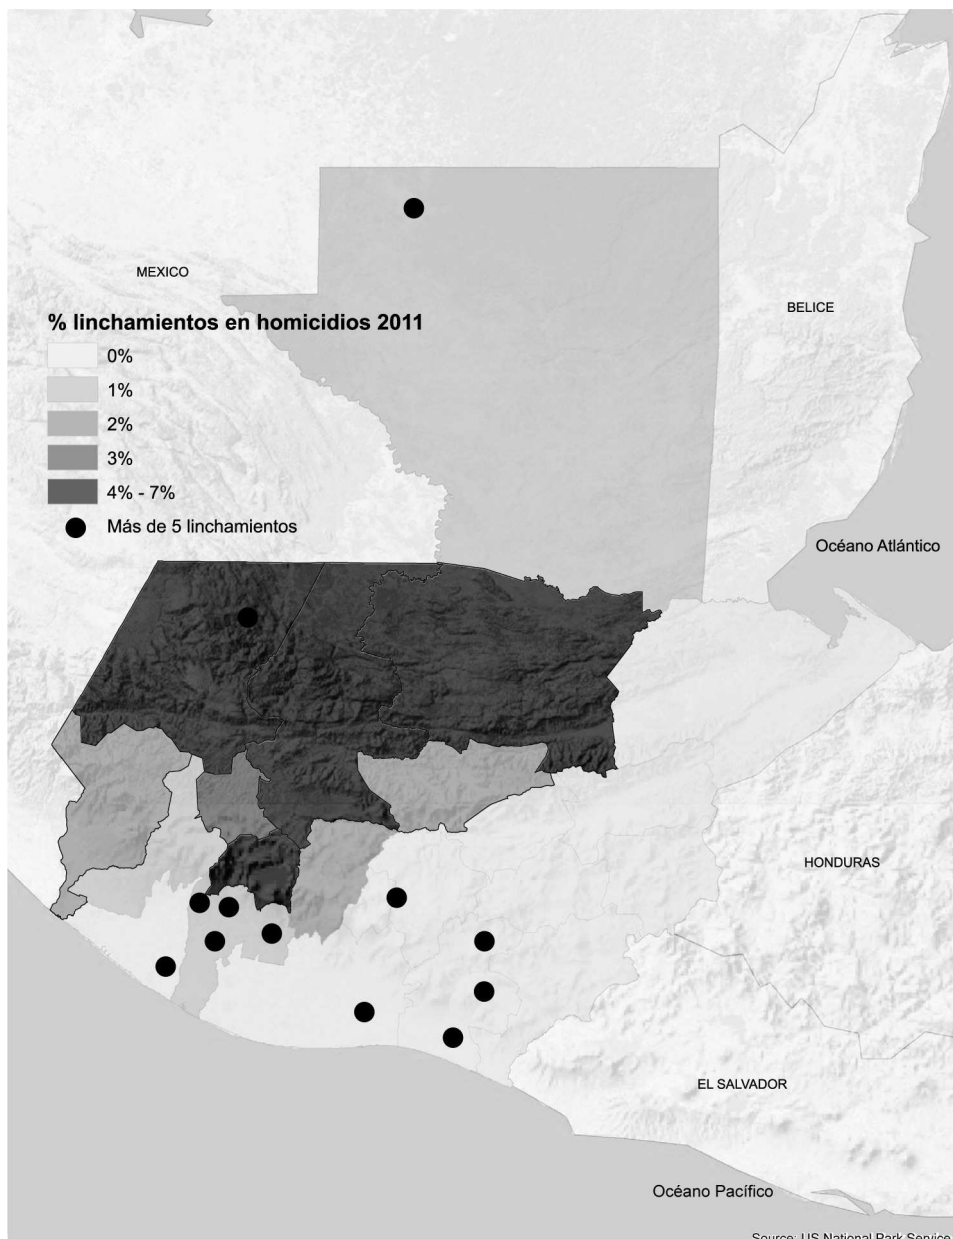 MEXICO
BELICE
% linchamientos en homicidios 2011
0%
1%
2%
3%
4% - 7%
Más de 5 linchamientos
Océano Atlántico
HONDURAS
EL SALVADOR
Océano Pacífico
Source: US National Park Service